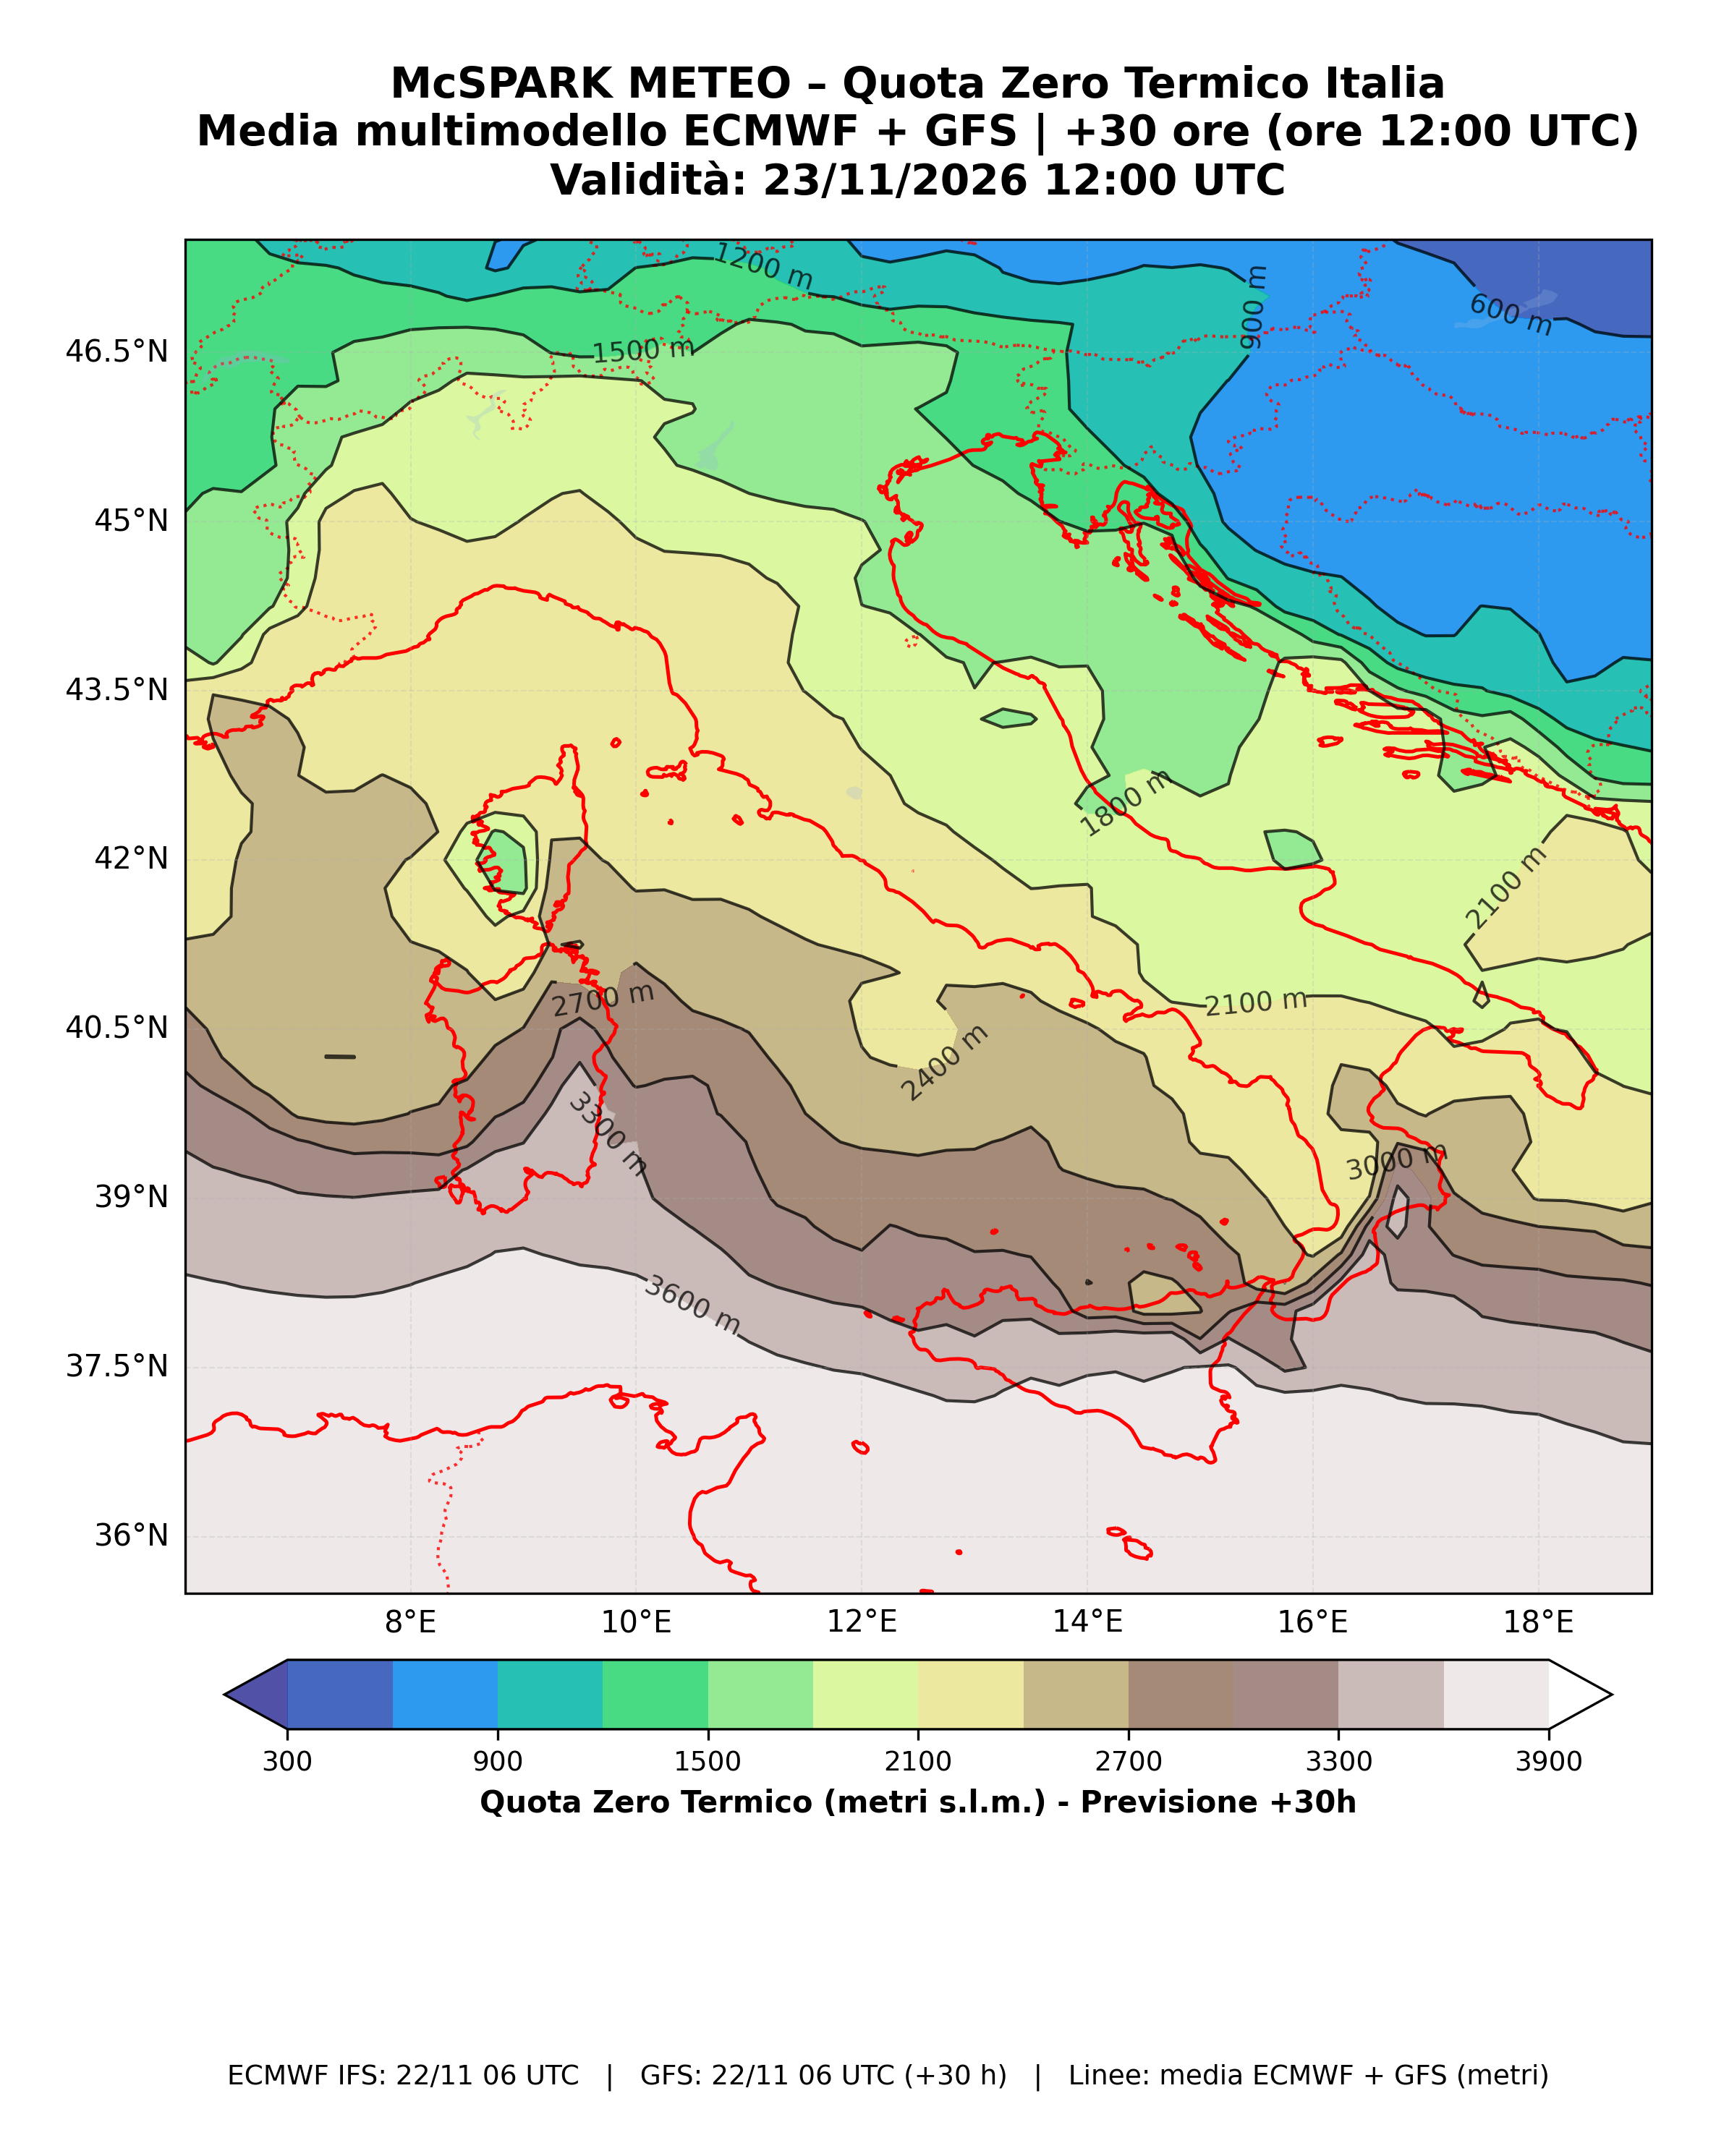 McSPARK METEO – Quota Zero Termico Italia
Media multimodello ECMWF + GFS | +30 ore (ore 12:00 UTC)
Validità: 23/11/2026 12:00 UTC
1200 m
900 m
600 m
46.5°N
1500 m
45°N
43.5°N
1800 m
42°N
2100 m
2700 m
2100 m
40.5°N
2400 m
3300 m
3000 m
39°N
3600 m
37.5°N
36°N
8°E 10°E 12°E 14°E 16°E 18°E
300 900 1500 2100 2700 3300 3900
Quota Zero Termico (metri s.l.m.) - Previsione +30h
ECMWF IFS: 22/11 06 UTC | GFS: 22/11 06 UTC (+30 h) | Linee: media ECMWF + GFS (metri)